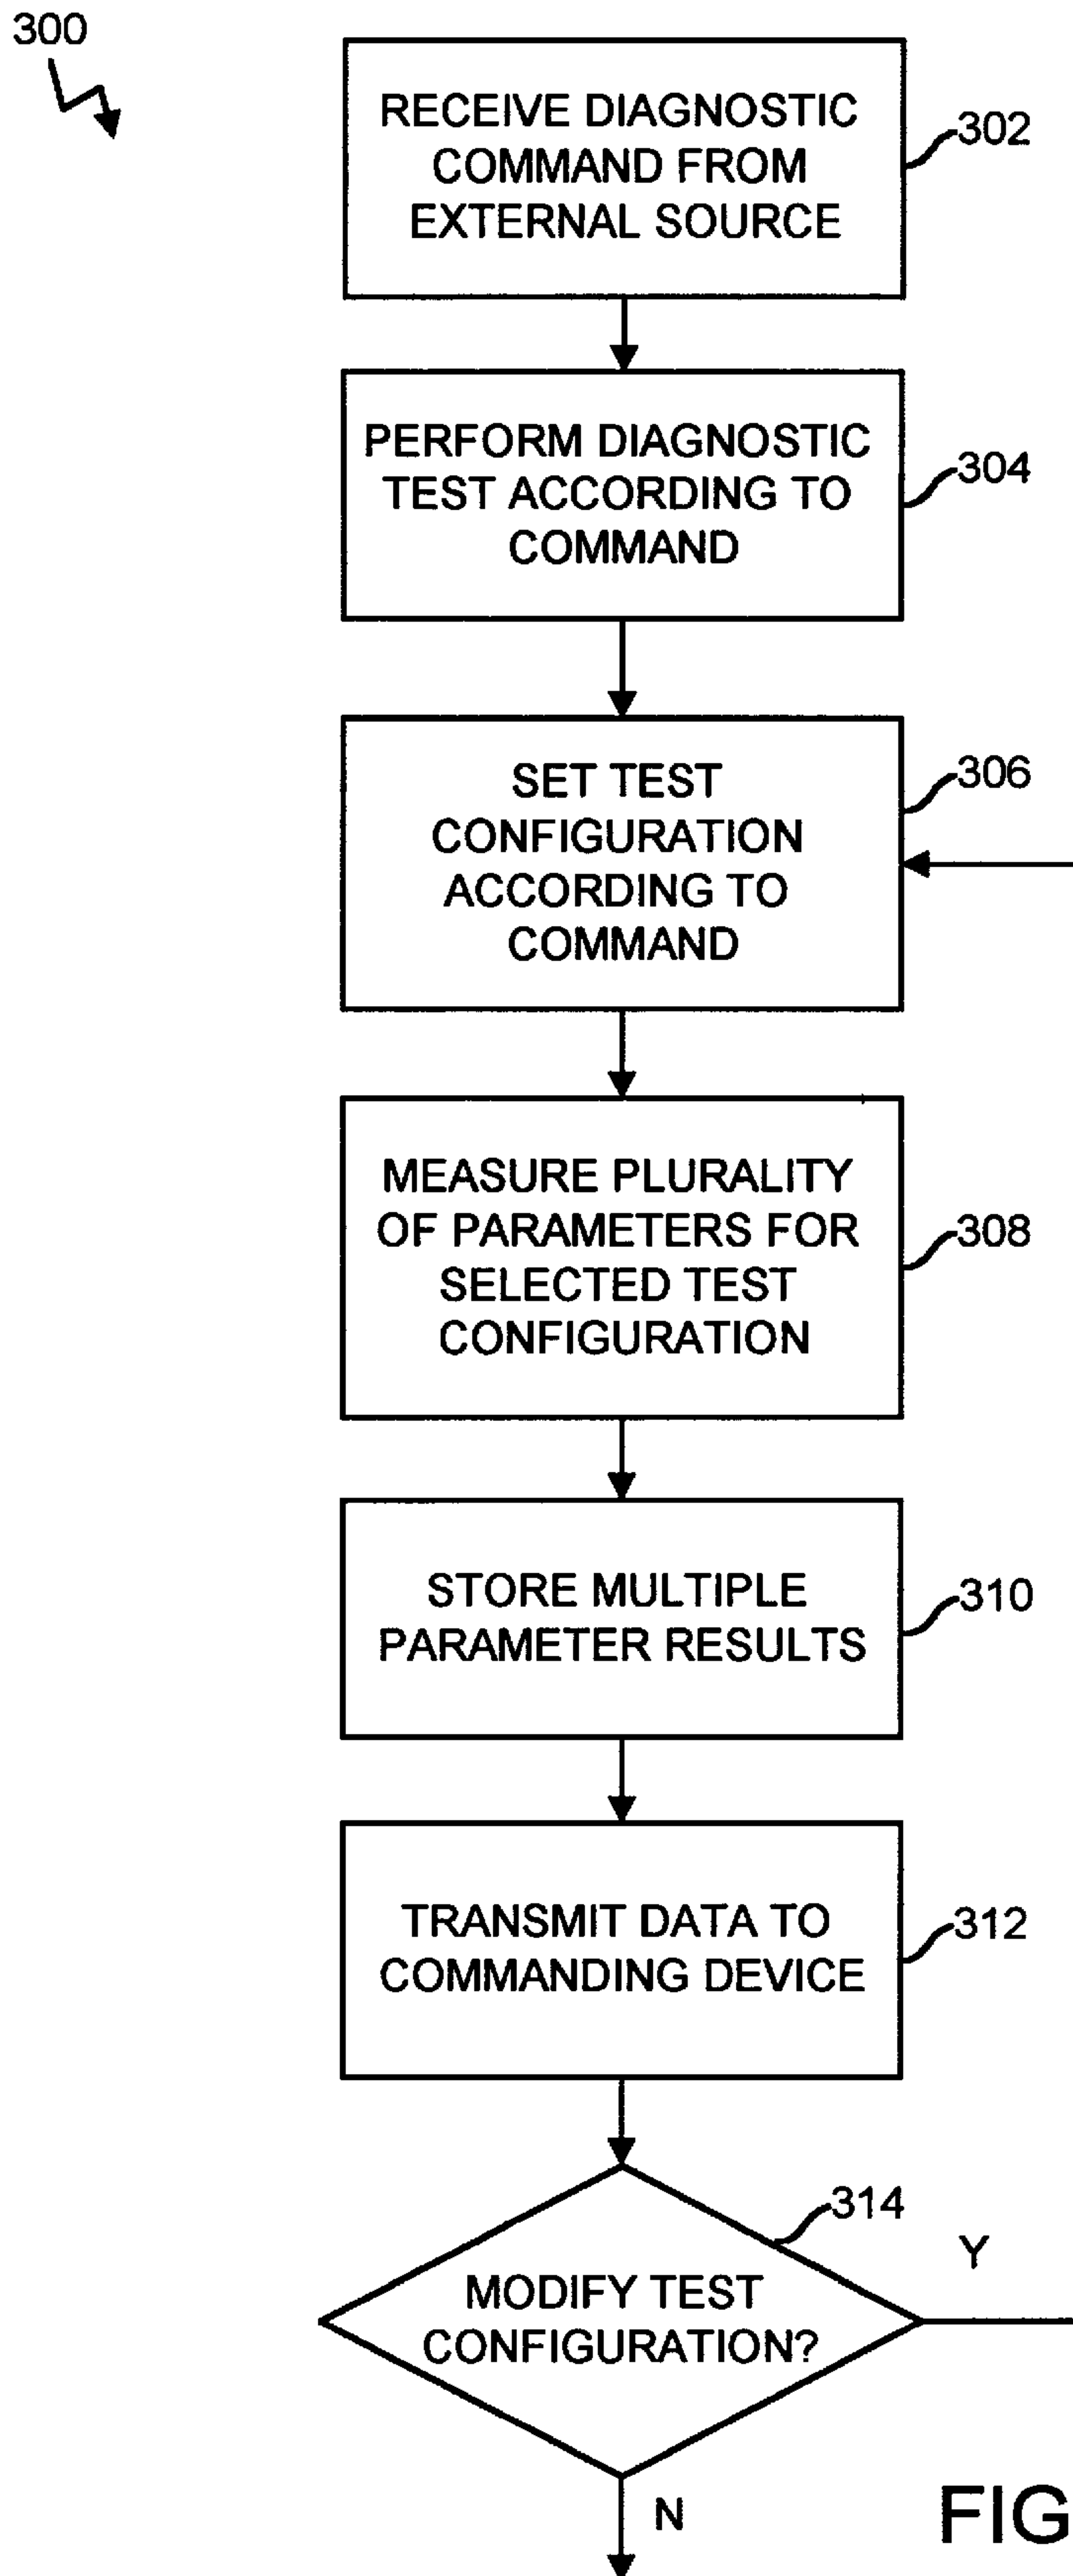 300
RECEIVE DIAGNOSTIC
COMMAND FROM
EXTERNAL SOURCE
302
PERFORM DIAGNOSTIC
TEST ACCORDING TO
COMMAND
304
SET TEST
CONFIGURATION
ACCORDING TO
COMMAND
306
MEASURE PLURALITY
OF PARAMETERS FOR
SELECTED TEST
CONFIGURATION
308
STORE MULTIPLE
PARAMETER RESULTS
310
TRANSMIT DATA TO
COMMANDING DEVICE
312
MODIFY TEST
CONFIGURATION?
314
Y
N
FIG